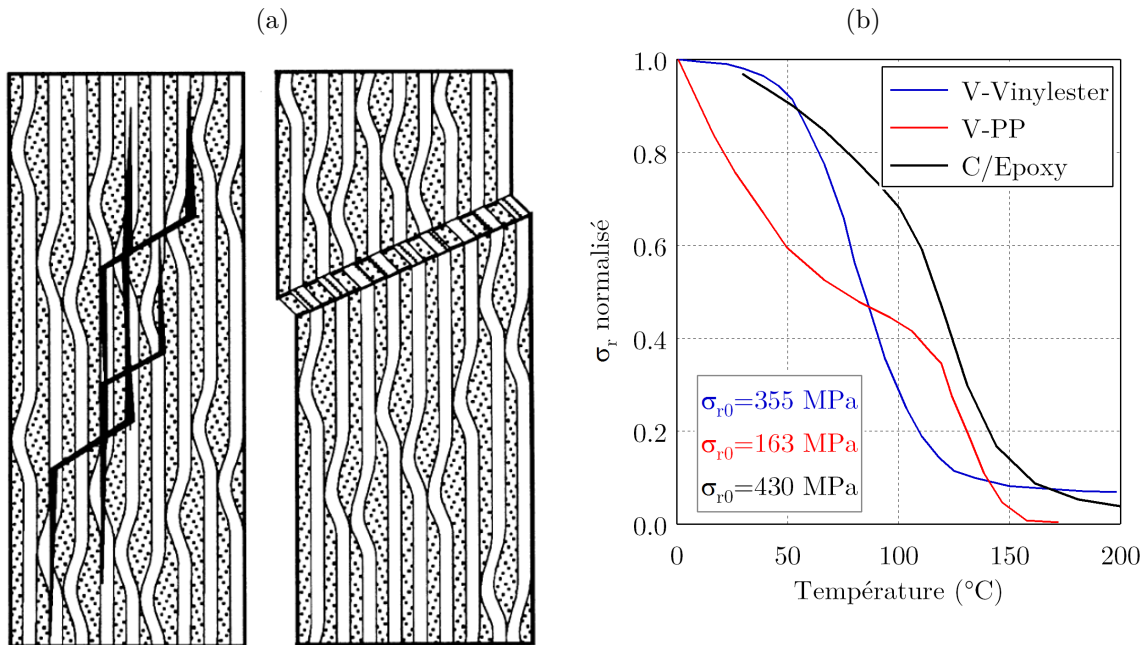 (a)
(b)
V-Vinylester
V-PP
C/Epoxy
σr normalisé
1.0
0.8
0.6
0.4
0.2
0.0
σr0=355 MPa
σr0=163 MPa
σr0=430 MPa
0 50 100 150 200
Température (°C)